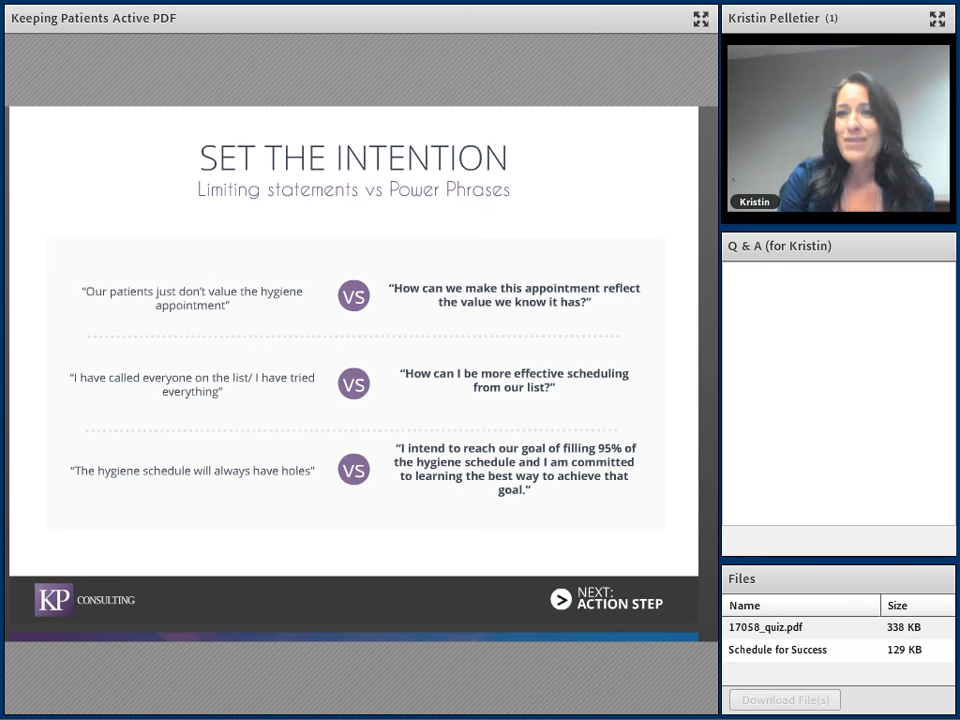 Keeping Patients Active PDF
SET THE INTENTION
Limiting statements vs Power Phrases
“Our patients just don’t value the hygiene
appointment“
VS
“How can we make this appointment reflect
the value we know it has?”
“I have called everyone on the list/ I have tried
everything”
VS
“How can I be more effective scheduling
from our list?”
“The hygiene schedule will always have holes”
VS
“I intend to reach our goal of filling 95% of
the hygiene schedule and I am committed
to learning the best way to achieve that
goal.”
KP CONSULTING
NEXT:
ACTION STEP
Kristin Pelletier (1)
Kristin
Q & A (for Kristin)
Files
Name Size
17058_quiz.pdf 338 KB
Schedule for Success 129 KB
Download File(s)